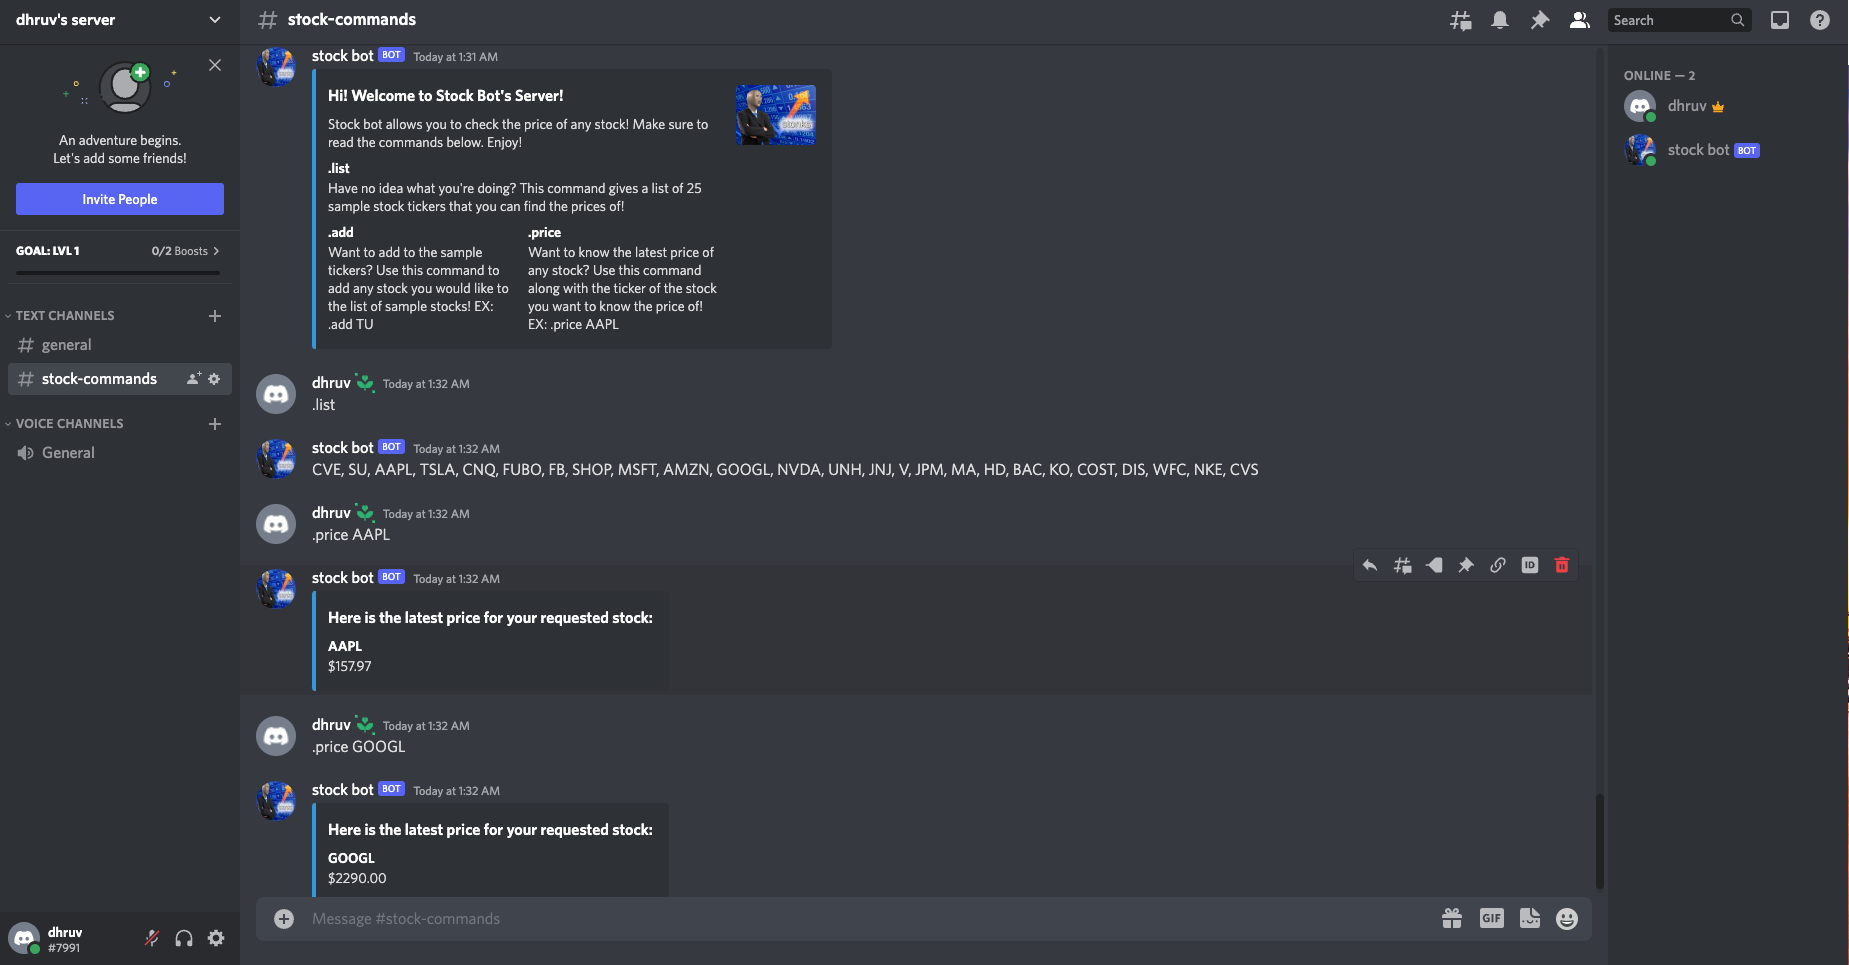 dhruv's server
An adventure begins.
Let's add some friends!
Invite People
GOAL: LVL 1 0/2 Boosts
TEXT CHANNELS
general
stock-commands
VOICE CHANNELS
General
dhruv
#7991
stock-commands
Search
stock bot BOT Today at 1:31 AM
Hi! Welcome to Stock Bot's Server!
Stock bot allows you to check the price of any stock! Make sure to
read the commands below. Enjoy!
stonks
.list
Have no idea what you're doing? This command gives a list of 25
sample stock tickers that you can find the prices of!
.add
Want to add to the sample
tickers? Use this command to
add any stock you would like to
the list of sample stocks! EX:
.add TU
.price
Want to know the latest price of
any stock? Use this command
along with the ticker of the stock
you want to know the price of!
EX: .price AAPL
dhruv Today at 1:32 AM
.list
stock bot BOT Today at 1:32 AM
CVE, SU, AAPL, TSLA, CNQ, FUBO, FB, SHOP, MSFT, AMZN, GOOGL, NVDA, UNH, JNJ, V, JPM, MA, HD, BAC, KO, COST, DIS, WFC, NKE, CVS
dhruv Today at 1:32 AM
.price AAPL
stock bot BOT Today at 1:32 AM
ID
Here is the latest price for your requested stock:
AAPL
$157.97
dhruv Today at 1:32 AM
.price GOOGL
stock bot BOT Today at 1:32 AM
Here is the latest price for your requested stock:
GOOGL
$2290.00
Message #stock-commands
GIF
ONLINE — 2
dhruv
stock bot BOT